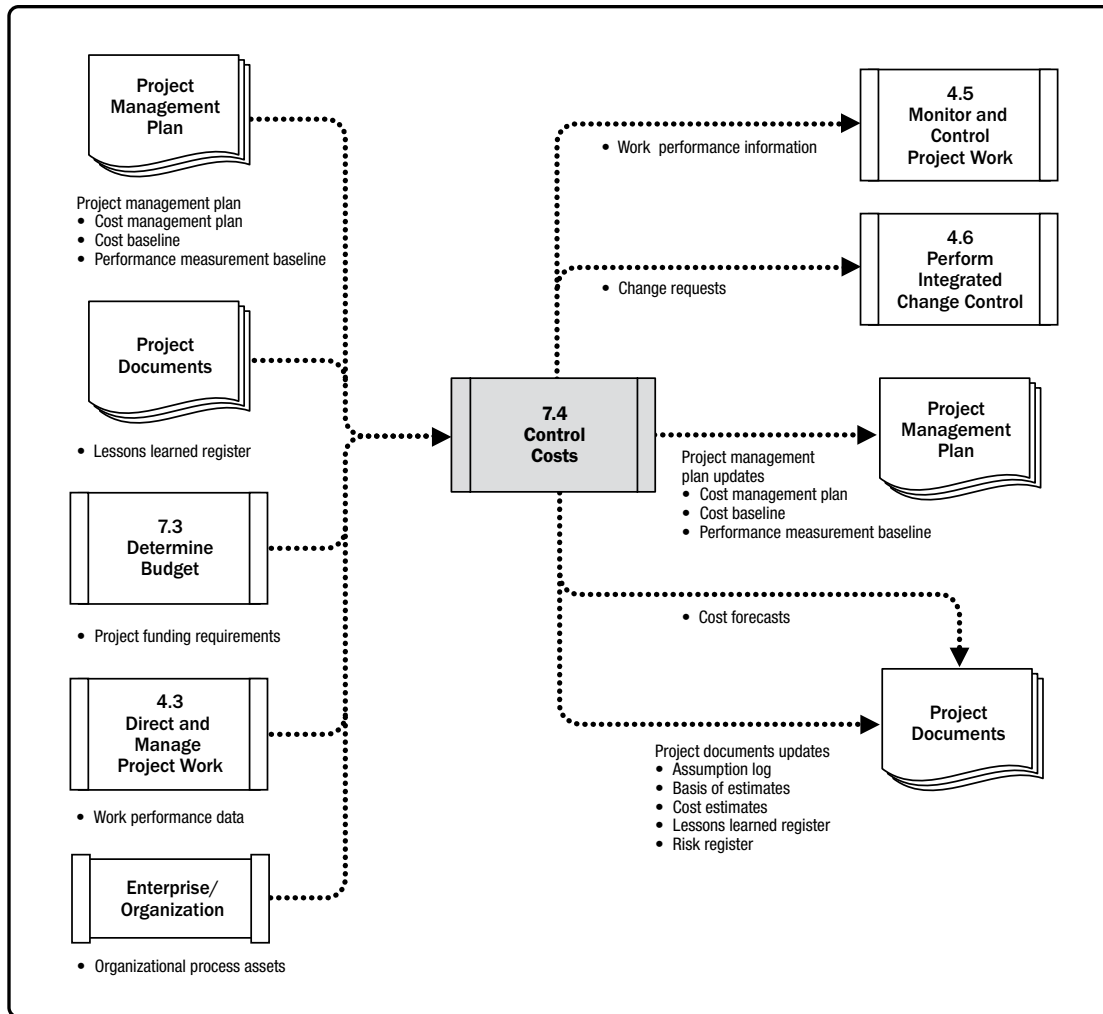 Project
Management
Plan
Project management plan
• Cost management plan
• Cost baseline
• Performance measurement baseline
Project
Documents
• Lessons learned register
7.3
Determine
Budget
• Project funding requirements
4.3
Direct and
Manage
Project Work
• Work performance data
Enterprise/
Organization
• Organizational process assets
7.4
Control
Costs
• Work performance information
4.5
Monitor and
Control
Project Work
• Change requests
4.6
Perform
Integrated
Change Control
Project management
plan updates
• Cost management plan
• Cost baseline
• Performance measurement baseline
Project
Management
Plan
• Cost forecasts
Project documents updates
• Assumption log
• Basis of estimates
• Cost estimates
• Lessons learned register
• Risk register
Project
Documents